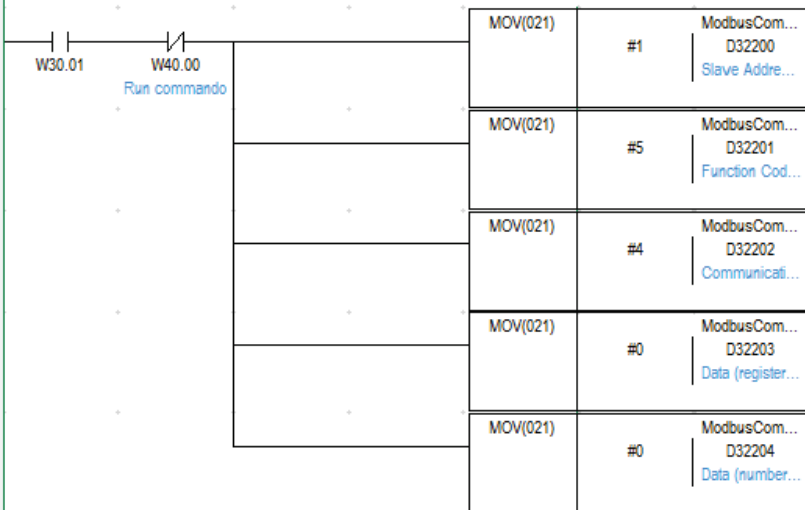 MOV(021)
ModbusCom...
#1
D32200
Slave Addre...
W30.01
W40.00
Run commando
MOV(021)
ModbusCom...
#5
D32201
Function Cod...
MOV(021)
ModbusCom...
#4
D32202
Communicati...
MOV(021)
ModbusCom...
#0
D32203
Data (register...
MOV(021)
ModbusCom...
#0
D32204
Data (number...